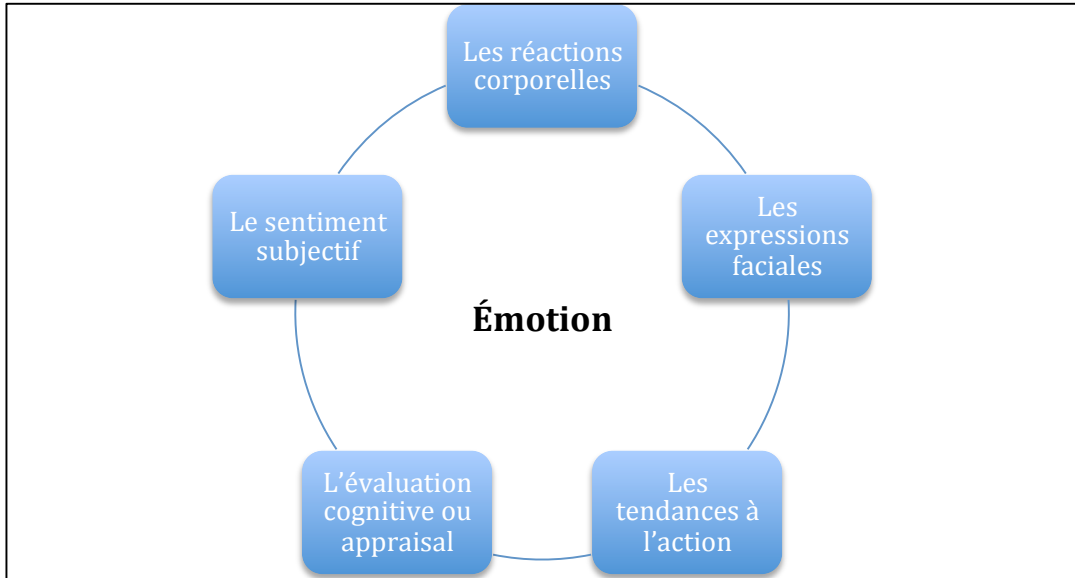 Les réactions
corporelles
Les
expressions
faciales
Les
tendances à
l’action
L’évaluation
cognitive ou
appraisal
Le sentiment
subjectif
Émotion